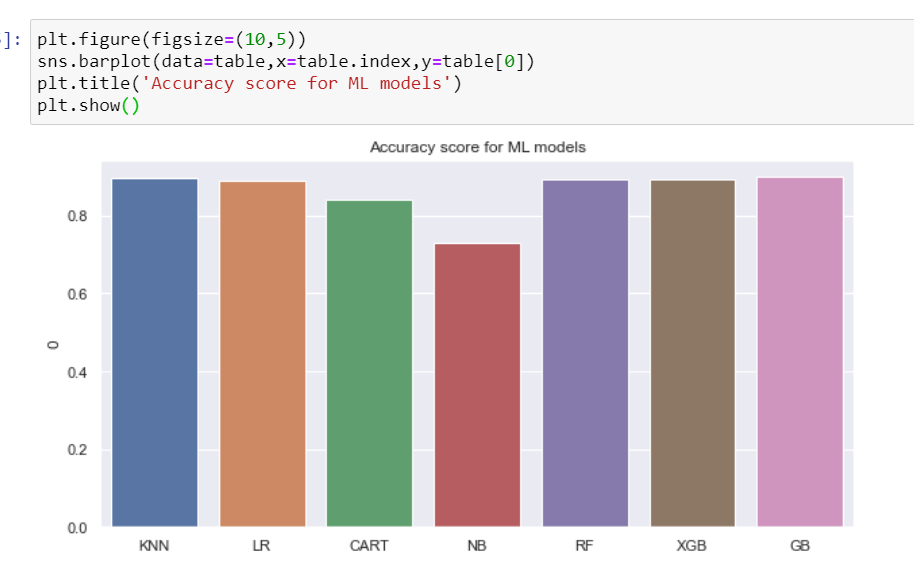 ]:
plt.figure(figsize=(10,5))
sns.barplot(data=table,x=table.index,y=table[0])
plt.title('Accuracy score for ML models')
plt.show()
Accuracy score for ML models
0.8
0.6
0
0.4
0.2
0.0
KNN LR CART NB RF XGB GB